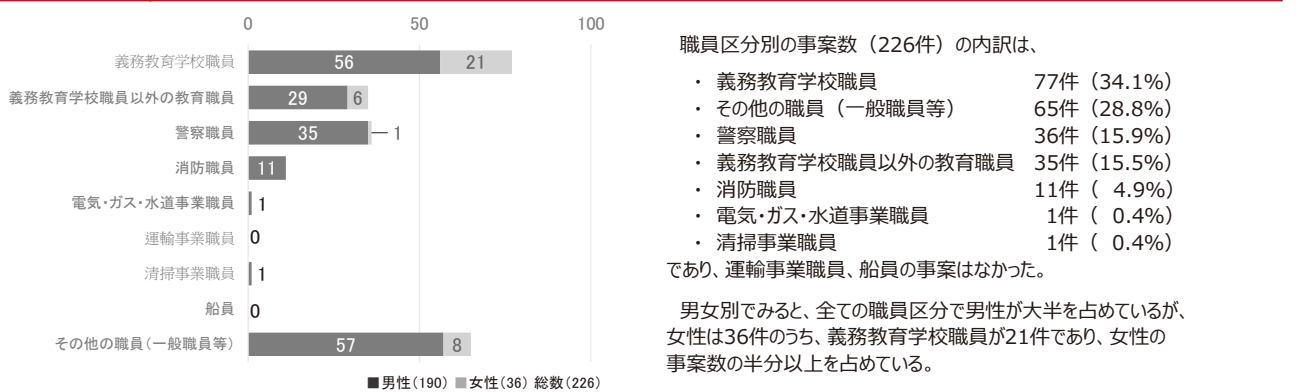 0 50 100
義務教育学校職員 56 21
義務教育学校職員以外の教育職員 29 6
警察職員 35 1
消防職員 11
電気・ガス・水道事業職員 1
運輸事業職員 0
清掃事業職員 1
船員 0
その他の職員（一般職員等） 57 8
■男性（190） ■女性（36） 総数（226）
職員区分別の事案数（226件）の内訳は、
・ 義務教育学校職員 77件（34.1%）
・ その他の職員（一般職員等） 65件（28.8%）
・ 警察職員 36件（15.9%）
・ 義務教育学校職員以外の教育職員 35件（15.5%）
・ 消防職員 11件（ 4.9%）
・ 電気・ガス・水道事業職員 1件（ 0.4%）
・ 清掃事業職員 1件（ 0.4%）
であり、運輸事業職員、船員の事案はなかった。
男女別でみると、全ての職員区分で男性が大半を占めているが、
女性は36件のうち、義務教育学校職員が21件であり、女性の
事案数の半分以上を占めている。